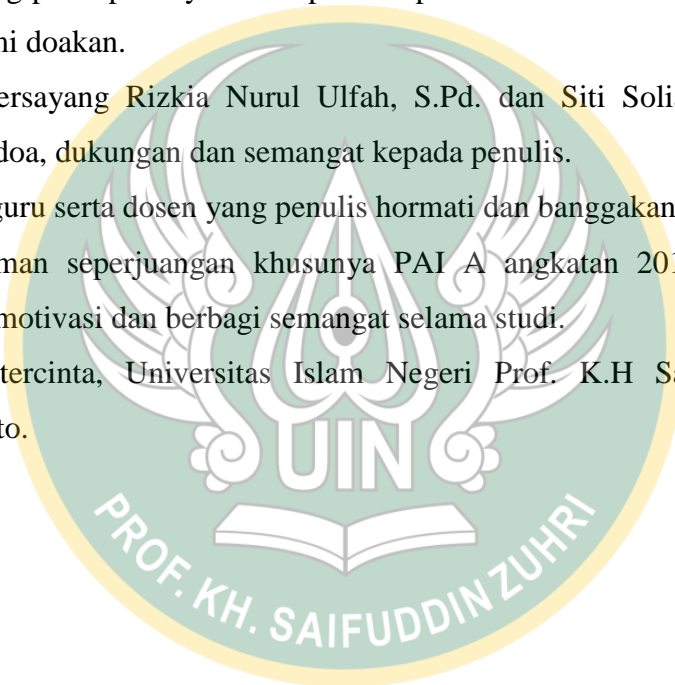 ni doakan.
ersayang Rizkia Nurul Ulfah, S.Pd. dan Siti Solia
doa, dukungan dan semangat kepada penulis.
guru serta dosen yang penulis hormati dan banggakan
man seperjuangan khusunya PAI A angkatan 201
motivasi dan berbagi semangat selama studi.
tercinta, Universitas Islam Negeri Prof. K.H Sa
to.
UIN
PROF. KH. SAIFUDDIN ZUHRI